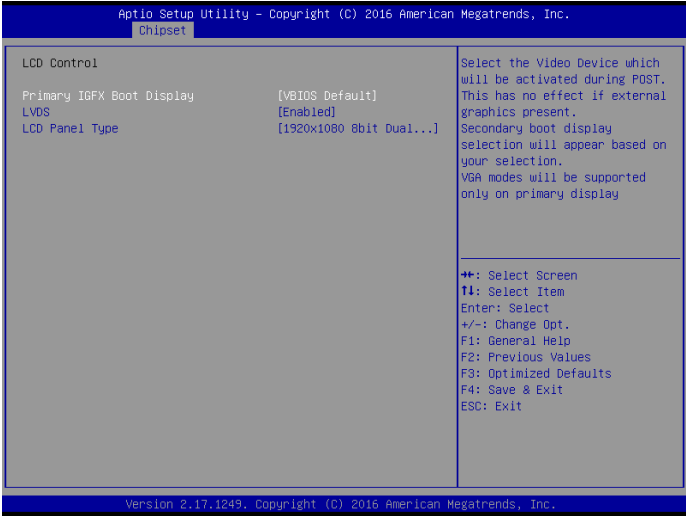 Aptio Setup Utility – Copyright (C) 2016 American Megatrends, Inc.
Chipset
LCD Control
Primary IGFX Boot Display [VBIOS Default]
LVDS [Enabled]
LCD Panel Type [1920x1080 8bit Dual...]
Select the Video Device which
will be activated during POST.
This has no effect if external
graphics present.
Secondary boot display
selection will appear based on
your selection.
VGA modes will be supported
only on primary display
→←: Select Screen
↑↓: Select Item
Enter: Select
+/-: Change Opt.
F1: General Help
F2: Previous Values
F3: Optimized Defaults
F4: Save & Exit
ESC: Exit
Version 2.17.1249. Copyright (C) 2016 American Megatrends, Inc.